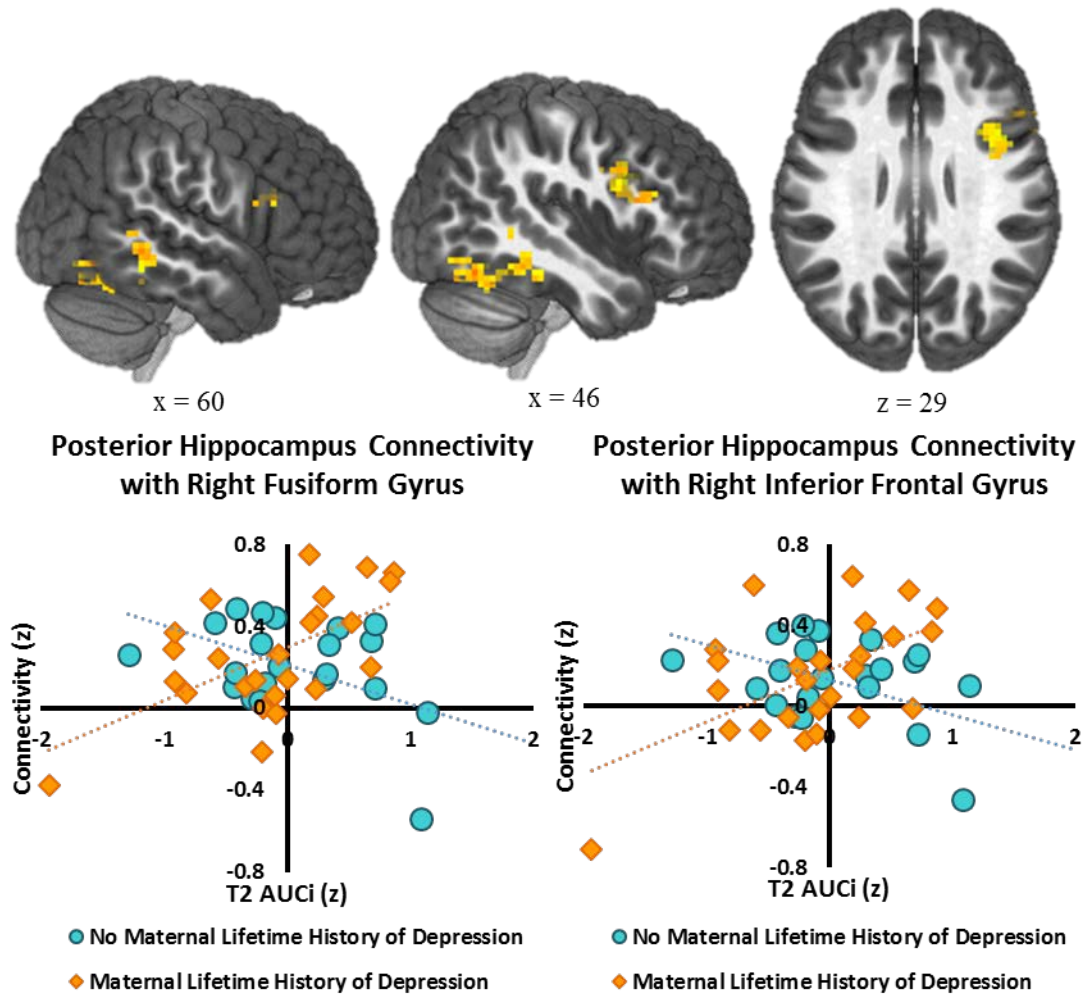 x = 60
x = 46
z = 29
Posterior Hippocampus Connectivity
with Right Fusiform Gyrus
Posterior Hippocampus Connectivity
with Right Inferior Frontal Gyrus
Connectivity (z)
0.8
0.4
0
-0.4
-0.8
-2
-1
0
1
2
T2 AUCi (z)
No Maternal Lifetime History of Depression
Maternal Lifetime History of Depression
Connectivity (z)
0.8
0.4
0
-0.4
-0.8
-2
-1
0
1
2
T2 AUCi (z)
No Maternal Lifetime History of Depression
Maternal Lifetime History of Depression